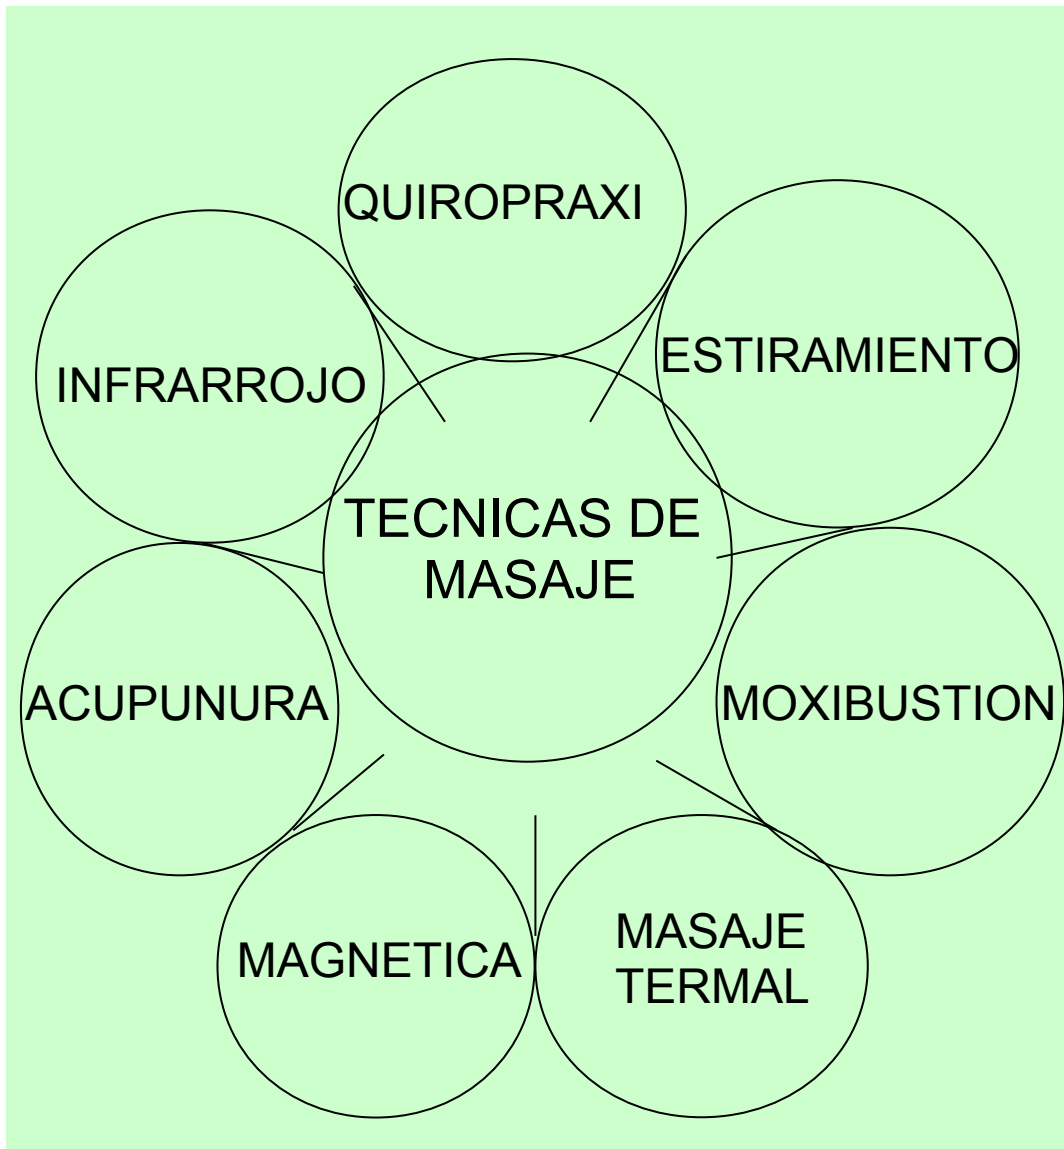 QUIROPRAXI
ESTIRAMIENTO
INFRARROJO
TECNICAS DE
MASAJE
ACUPUNURA
MOXIBUSTION
MAGNETICA
MASAJE
TERMAL